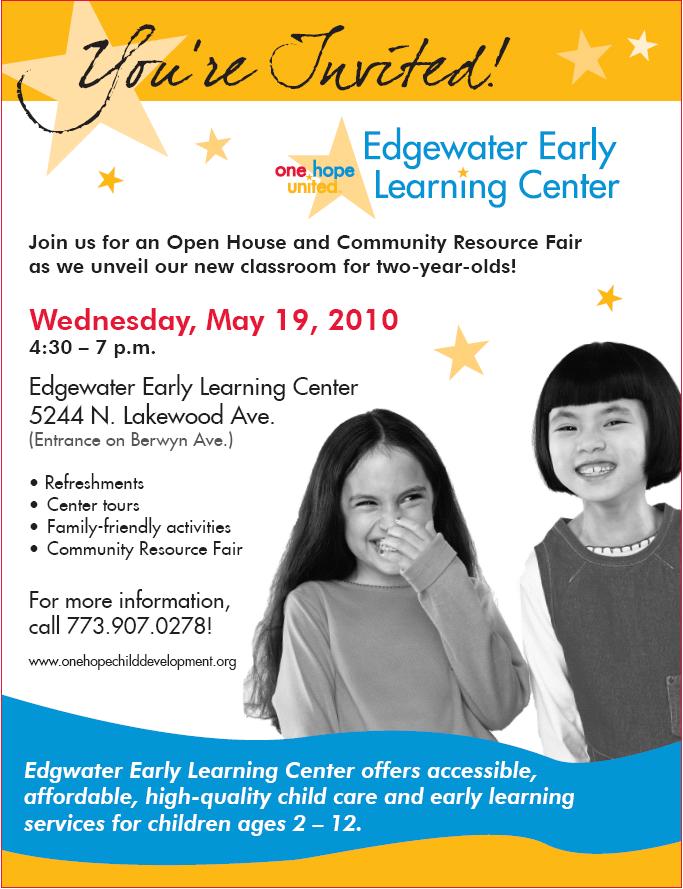 You're Invited!
one hope
united
Edgewater Early
Learning Center
Join us for an Open House and Community Resource Fair
as we unveil our new classroom for two-year-olds!
Wednesday, May 19, 2010
4:30 – 7 p.m.
Edgewater Early Learning Center
5244 N. Lakewood Ave.
(Entrance on Berwyn Ave.)
• Refreshments
• Center tours
• Family-friendly activities
• Community Resource Fair
For more information,
call 773.907.0278!
www.onehopechilddevelopment.org
Edgwater Early Learning Center offers accessible,
affordable, high-quality child care and early learning
services for children ages 2 – 12.